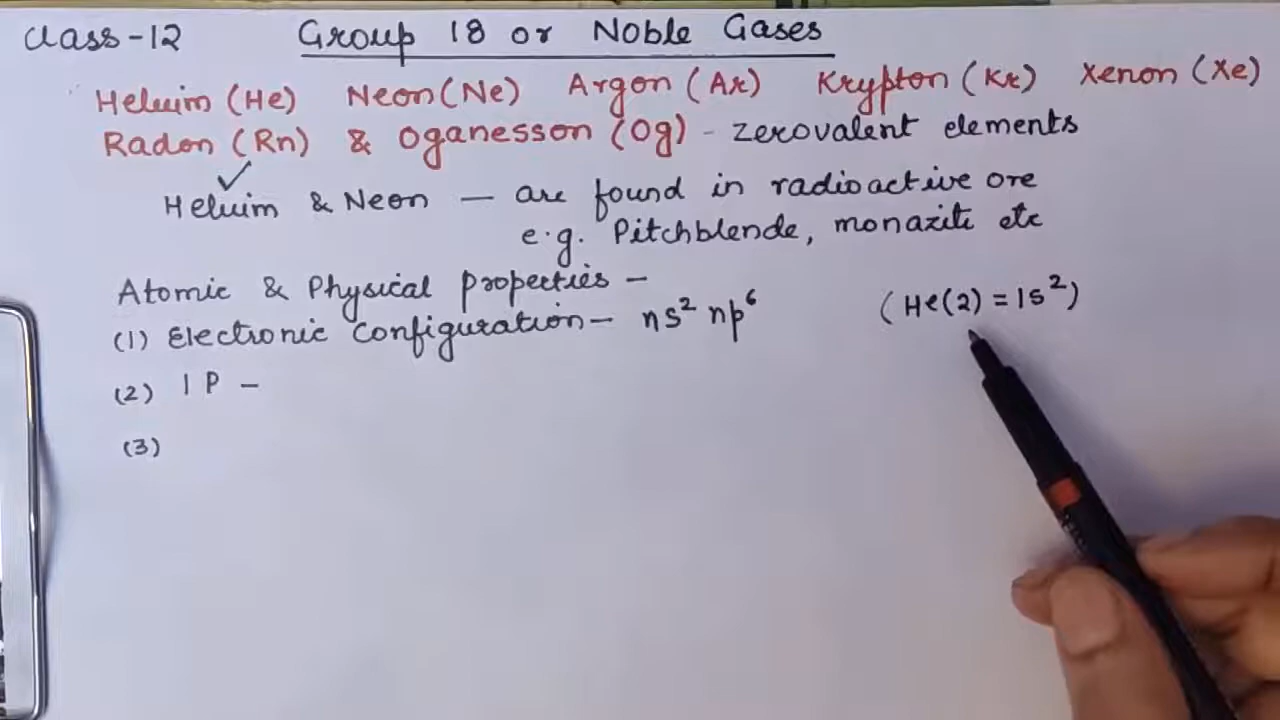 Class-12 Group 18 or Noble Gases
Heluim (He) Neon (Ne) Argon (Ar) Krypton (Kr) Xenon (Xe)
Radon (Rn) & Oganesson (Og) - zerovalent elements
Heluim & Neon — are found in radioactive ore
e.g. Pitchblende, monazite etc
Atomic & Physical properties –
(1) Electronic Configuration – ns² np⁶ (He(2) = 1s²)
(2) IP –
(3)